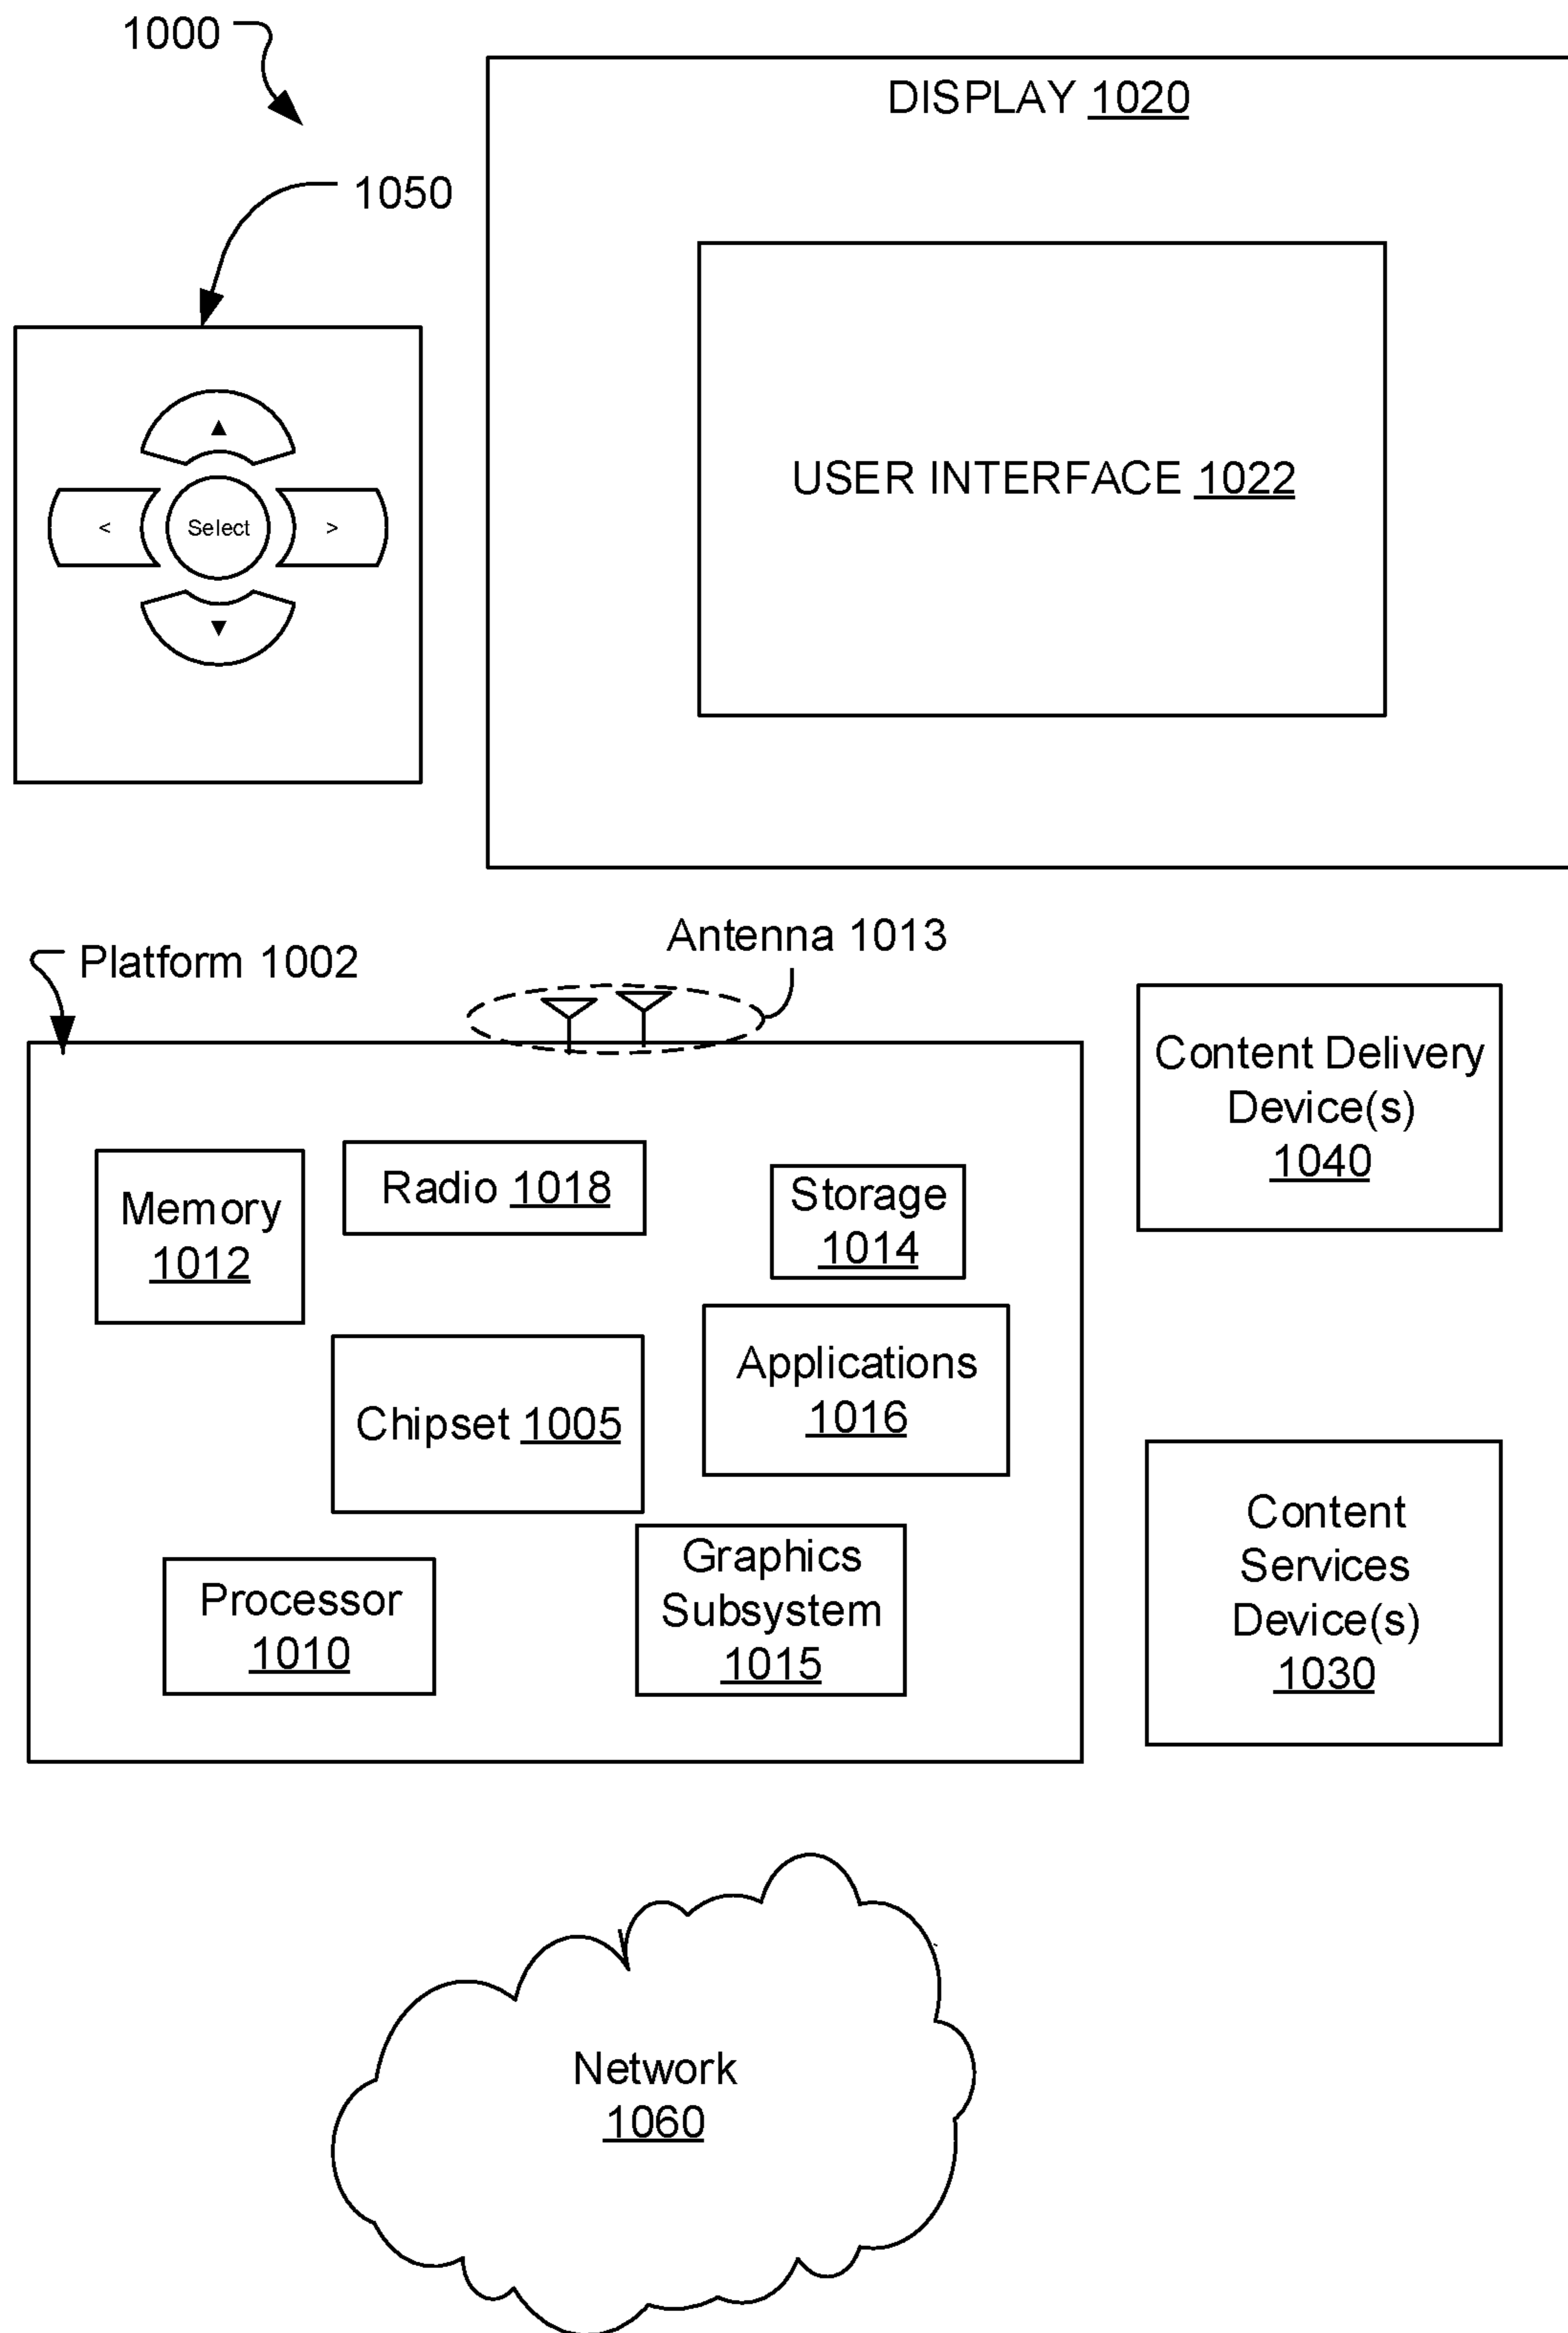 1000
DISPLAY 1020
1050
▲
USER INTERFACE 1022
< Select >
▼
Antenna 1013
Platform 1002
Content Delivery
Device(s)
1040
Memory
1012
Radio 1018
Storage
1014
Chipset 1005
Applications
1016
Content
Services
Device(s)
1030
Processor
1010
Graphics
Subsystem
1015
Network
1060